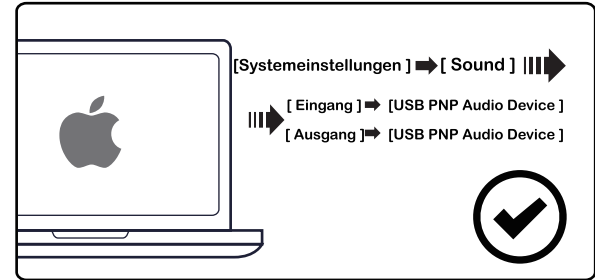 [Systemeinstellungen ] ➡ [ Sound ]
[ Eingang ] ➡ [USB PNP Audio Device ]
[ Ausgang ] ➡ [USB PNP Audio Device ]